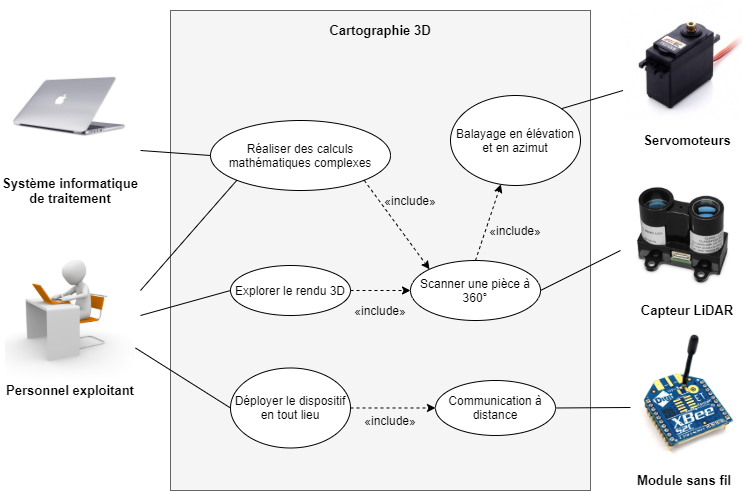 Cartographie 3D
Système informatique
de traitement
Réaliser des calculs
mathématiques complexes
Balayage en élévation
et en azimut
Servomoteurs
«include»
«include»
Explorer le rendu 3D
«include»
Scanner une pièce à
360°
Capteur LiDAR
Personnel exploitant
Déployer le dispositif
en tout lieu
«include»
Communication à
distance
Digi
XBee
S2C
Module sans fil